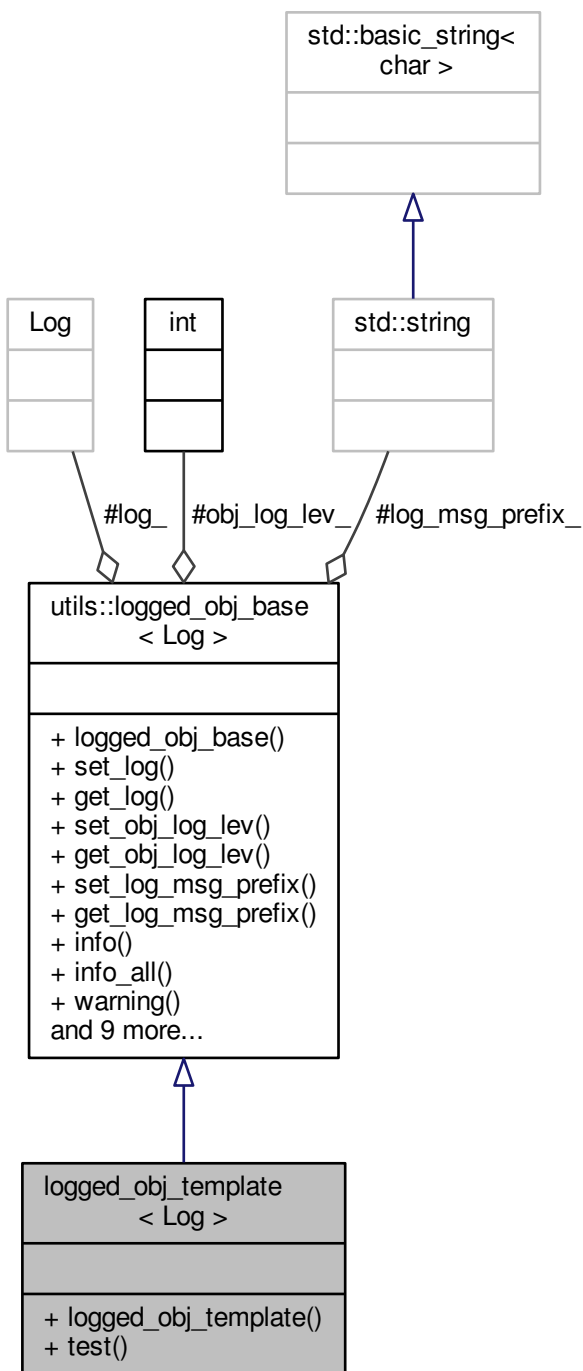 std::basic_string<
char >
Log
int
std::string
#log_
#obj_log_lev_
#log_msg_prefix_
utils::logged_obj_base
< Log >
+ logged_obj_base()
+ set_log()
+ get_log()
+ set_obj_log_lev()
+ get_obj_log_lev()
+ set_log_msg_prefix()
+ get_log_msg_prefix()
+ info()
+ info_all()
+ warning()
and 9 more...
logged_obj_template
< Log >
+ logged_obj_template()
+ test()